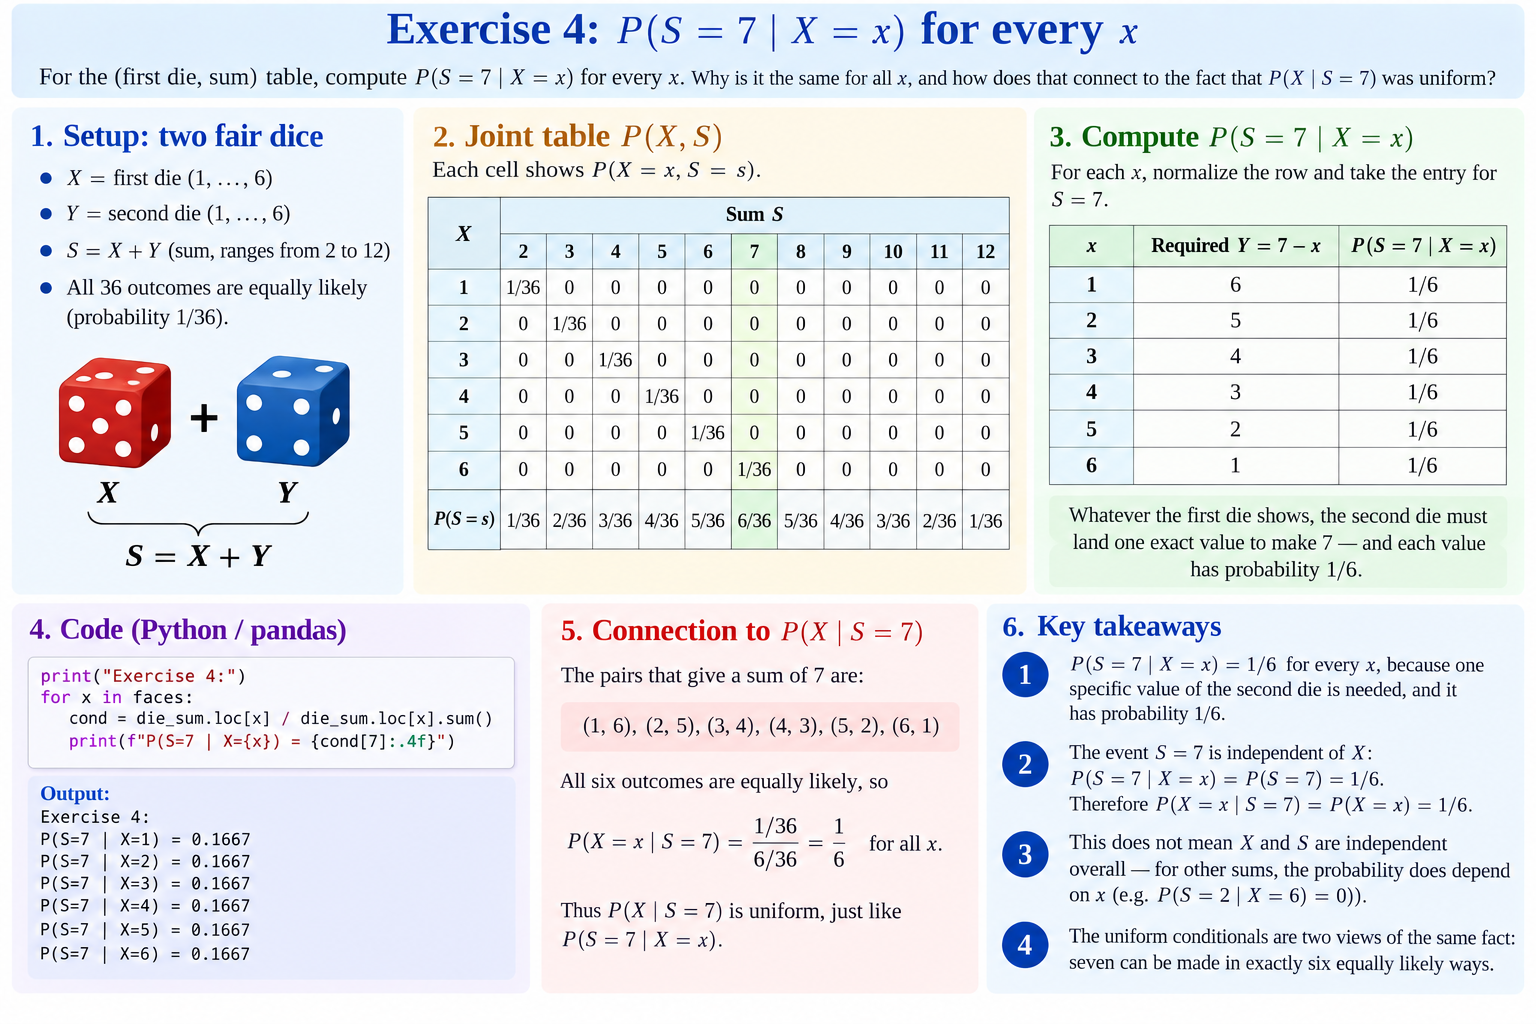 Exercise 4: P(S = 7 | X = x) for every x
For the (first die, sum) table, compute P(S = 7 | X = x) for every x. Why is it the same for all x, and how does that connect to the fact that P(X | S = 7) was uniform?
1. Setup: two fair dice
● X = first die (1, …, 6)
● Y = second die (1, …, 6)
● S = X + Y (sum, ranges from 2 to 12)
● All 36 outcomes are equally likely
(probability 1/36).
+
X Y
S = X + Y
2. Joint table P(X, S)
Each cell shows P(X = x, S = s).
X Sum S
2 3 4 5 6 7 8 9 10 11 12
1 1/36 0 0 0 0 0 0 0 0 0 0
2 0 1/36 0 0 0 0 0 0 0 0 0
3 0 0 1/36 0 0 0 0 0 0 0 0
4 0 0 0 1/36 0 0 0 0 0 0 0
5 0 0 0 0 1/36 0 0 0 0 0 0
6 0 0 0 0 0 1/36 0 0 0 0 0
P(S = s) 1/36 2/36 3/36 4/36 5/36 6/36 5/36 4/36 3/36 2/36 1/36
3. Compute P(S = 7 | X = x)
For each x, normalize the row and take the entry for
S = 7.
x Required Y = 7 − x P(S = 7 | X = x)
1 6 1/6
2 5 1/6
3 4 1/6
4 3 1/6
5 2 1/6
6 1 1/6
Whatever the first die shows, the second die must
land one exact value to make 7 — and each value
has probability 1/6.
4. Code (Python / pandas)
print("Exercise 4:")
for x in faces:
cond = die_sum.loc[x] / die_sum.loc[x].sum()
print(f"P(S=7 | X={x}) = {cond[7]:.4f}")
Output:
Exercise 4:
P(S=7 | X=1) = 0.1667
P(S=7 | X=2) = 0.1667
P(S=7 | X=3) = 0.1667
P(S=7 | X=4) = 0.1667
P(S=7 | X=5) = 0.1667
P(S=7 | X=6) = 0.1667
5. Connection to P(X | S = 7)
The pairs that give a sum of 7 are:
(1, 6), (2, 5), (3, 4), (4, 3), (5, 2), (6, 1)
All six outcomes are equally likely, so
P(X = x | S = 7) = 1/36 / 6/36 = 1/6 for all x.
Thus P(X | S = 7) is uniform, just like
P(S = 7 | X = x).
6. Key takeaways
1 P(S = 7 | X = x) = 1/6 for every x, because one
specific value of the second die is needed, and it
has probability 1/6.
2 The event S = 7 is independent of X:
P(S = 7 | X = x) = P(S = 7) = 1/6.
Therefore P(X = x | S = 7) = P(X = x) = 1/6.
3 This does not mean X and S are independent
overall — for other sums, the probability does depend
on x (e.g. P(S = 2 | X = 6) = 0)).
4 The uniform conditionals are two views of the same fact:
seven can be made in exactly six equally likely ways.